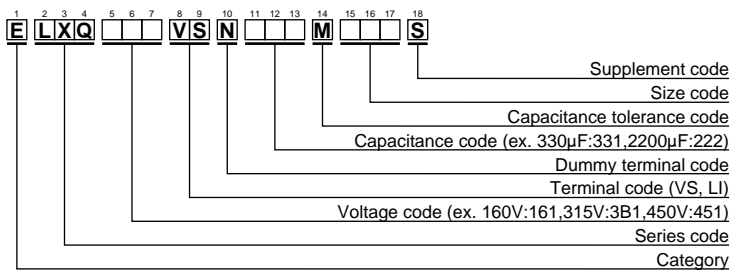 1 2 3 4 5 6 7 8 9 10 11 12 13 14 15 16 17 18
E L X Q V S N M S
Supplement code
Size code
Capacitance tolerance code
Capacitance code (ex. 330µF:331,2200µF:222)
Dummy terminal code
Terminal code (VS, LI)
Voltage code (ex. 160V:161,315V:3B1,450V:451)
Series code
Category